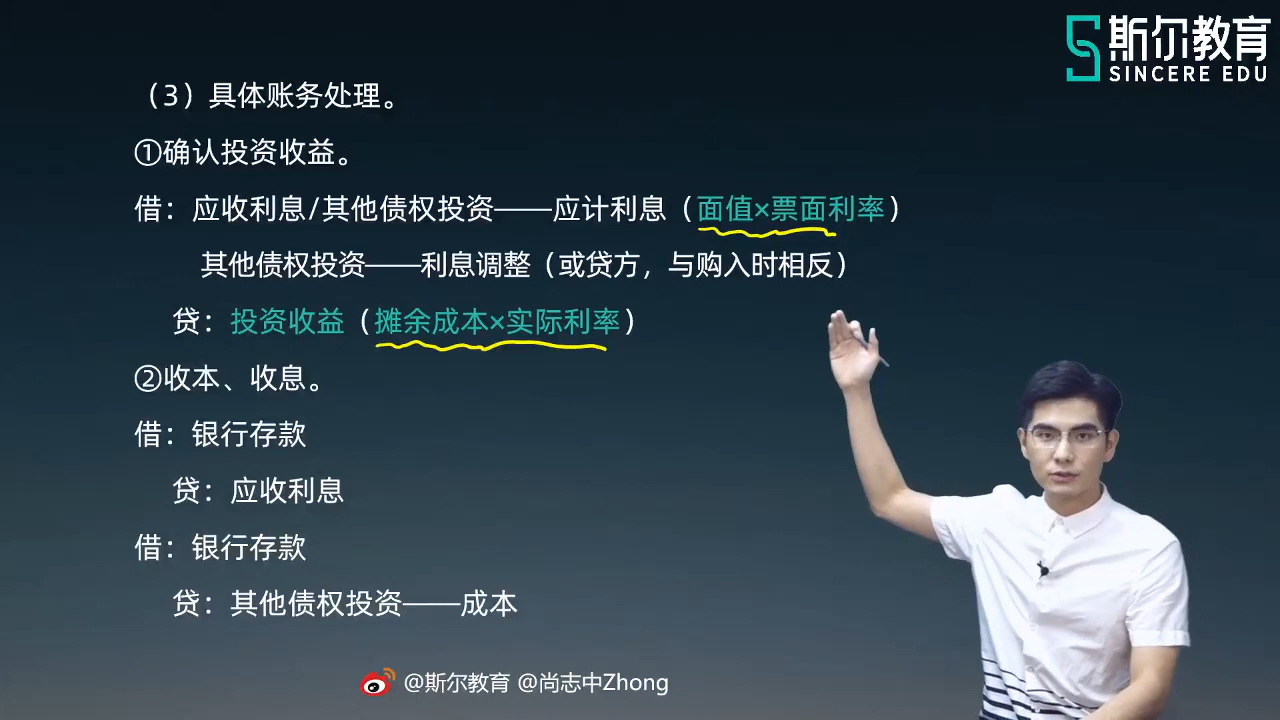 斯尔教育
SINCERE EDU
（3）具体账务处理。
①确认投资收益。
借：应收利息/其他债权投资——应计利息（面值×票面利率）
其他债权投资——利息调整（或贷方，与购入时相反）
贷：投资收益（摊余成本×实际利率）
②收本、收息。
借：银行存款
贷：应收利息
借：银行存款
贷：其他债权投资——成本
@斯尔教育 @尚志中Zhong